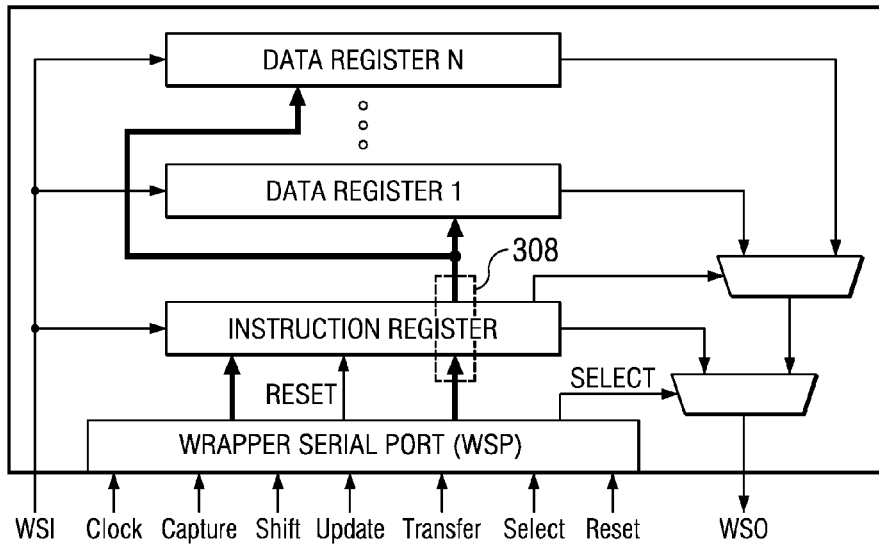 DATA REGISTER N
DATA REGISTER 1
308
INSTRUCTION REGISTER
RESET
SELECT
WRAPPER SERIAL PORT (WSP)
WSI Clock Capture Shift Update Transfer Select Reset WSO